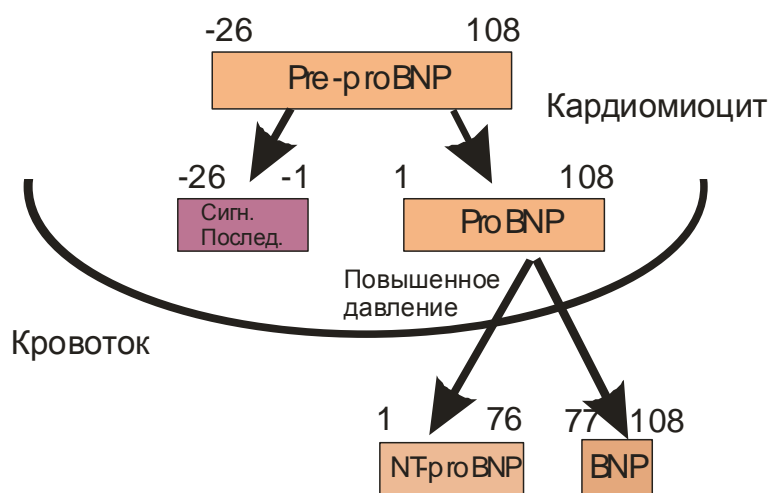 -26 108
Pre-proBNP
Кардиомиоцит
-26 -1 1 108
Сигн.
Послед.
ProBNP
Повышенное
давление
Кровоток
1 76 77 108
NT-proBNP
BNP